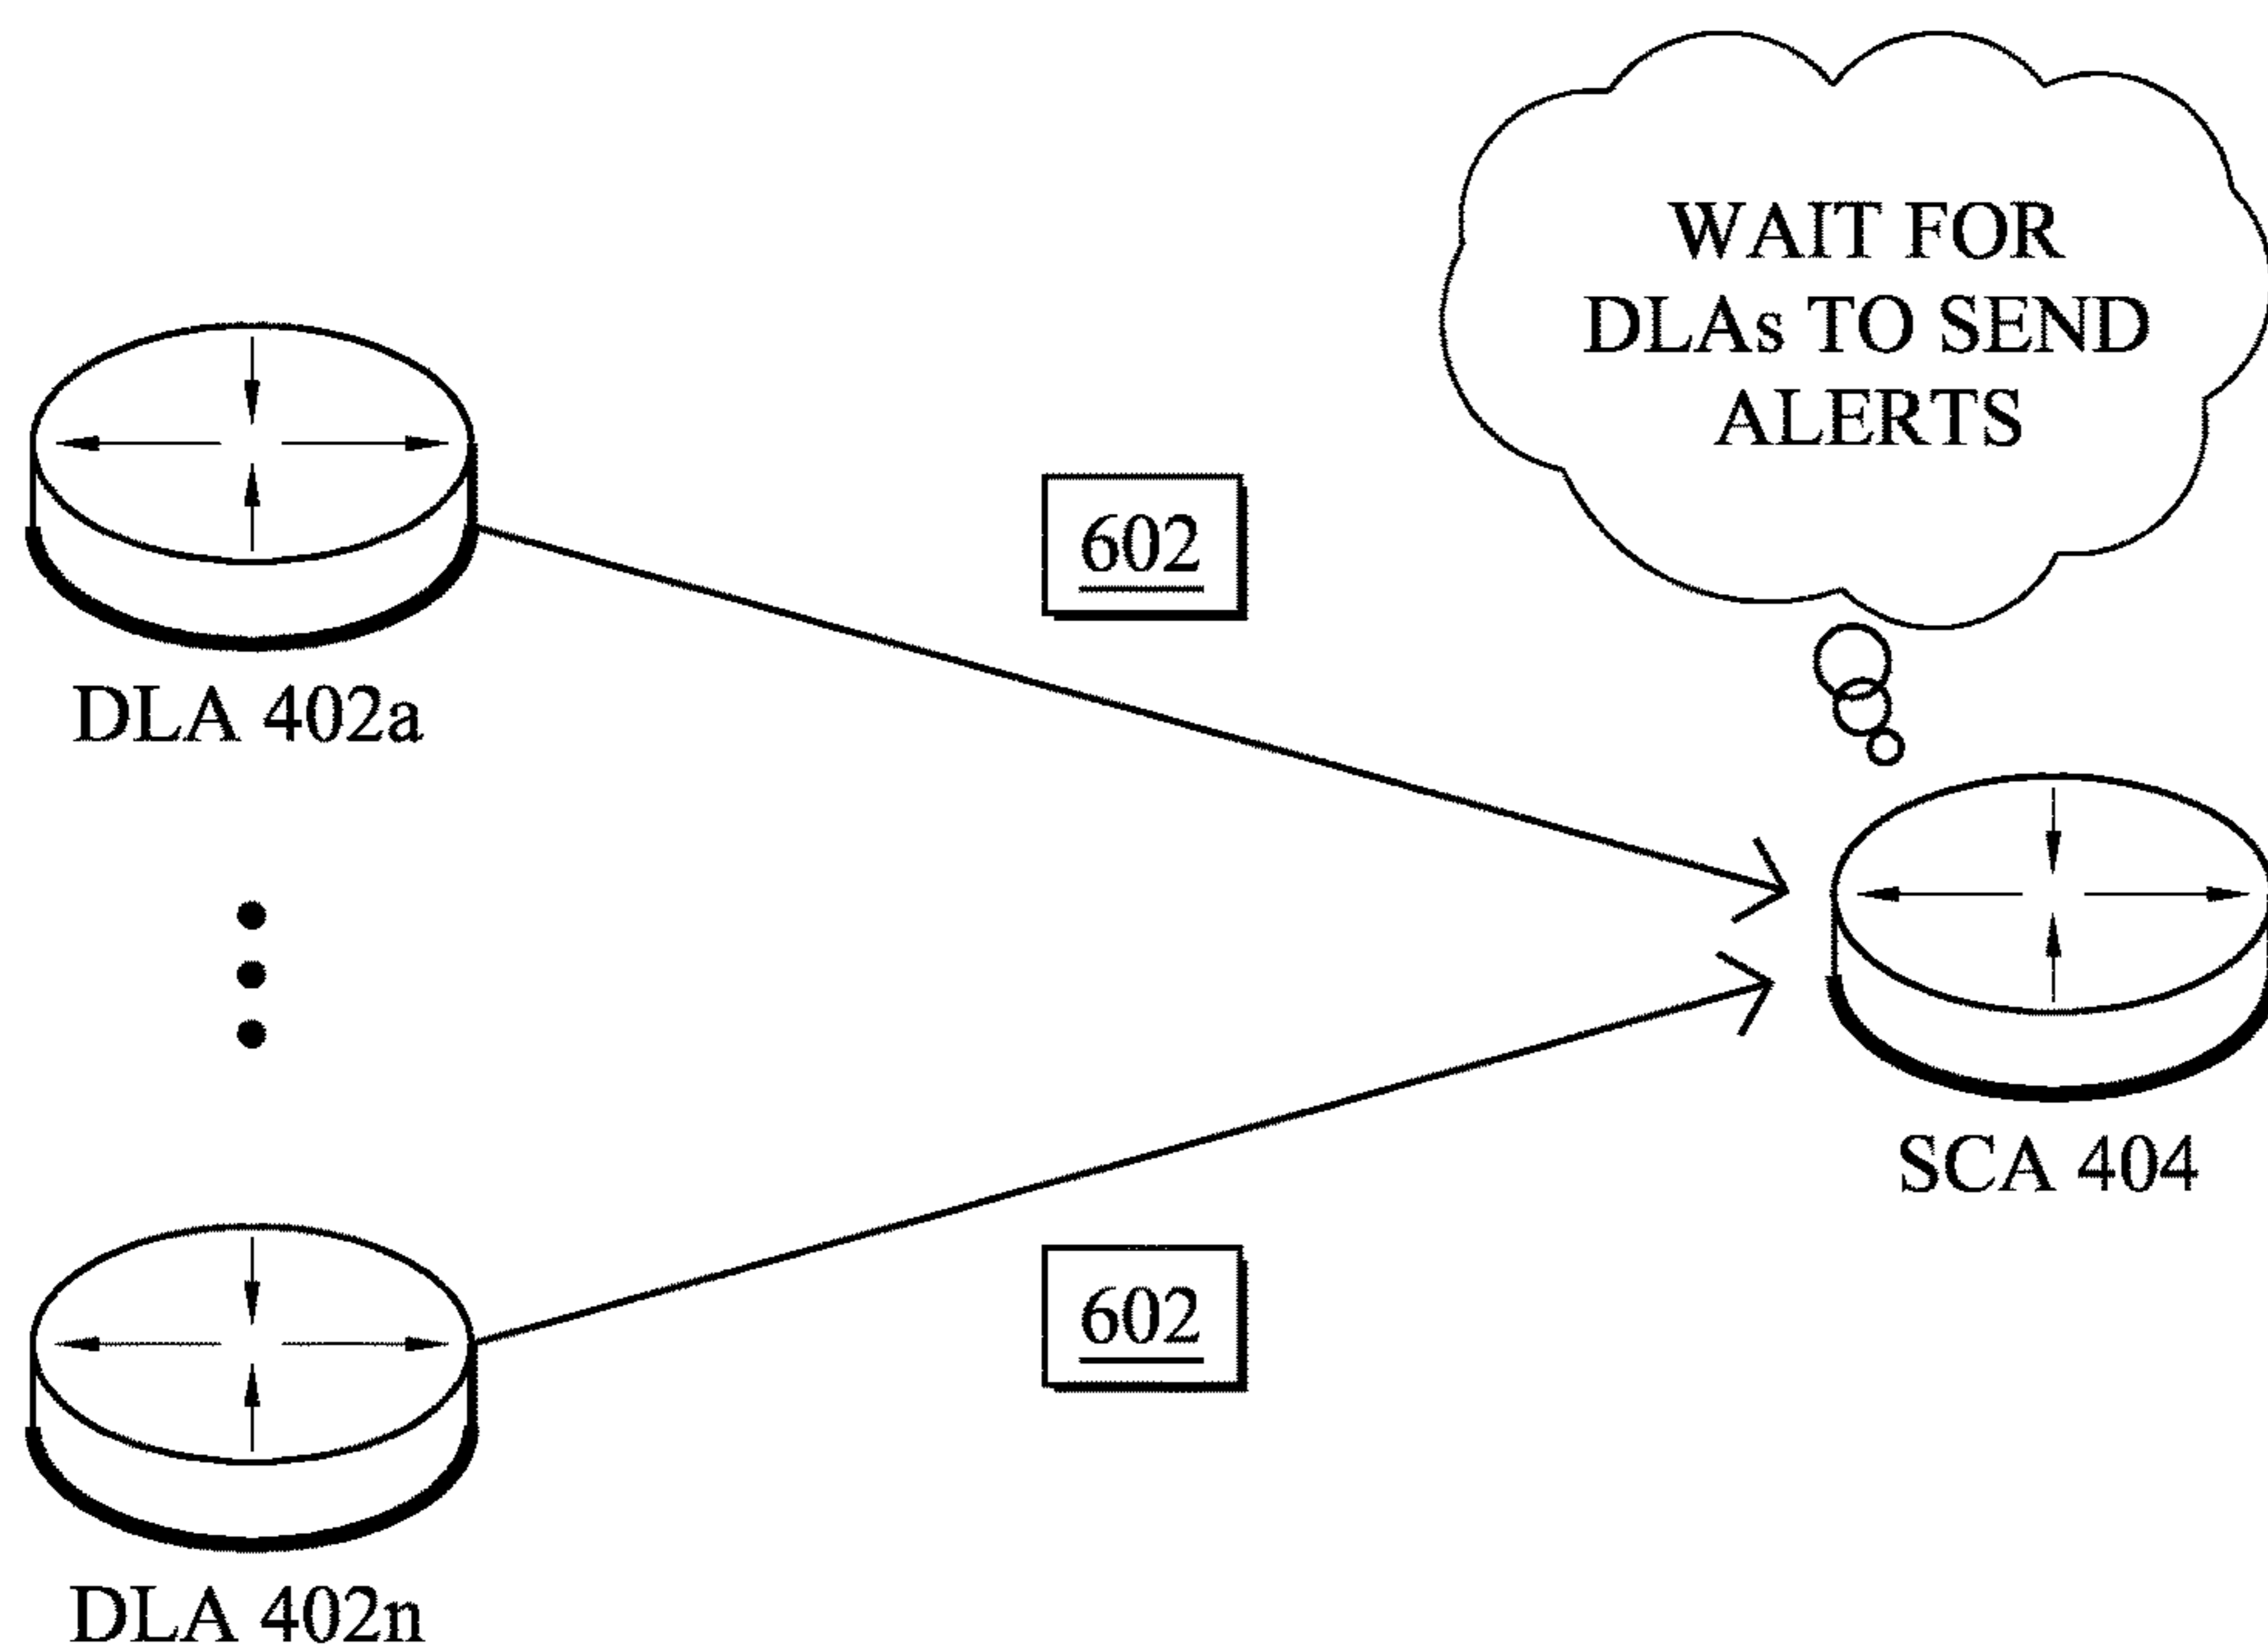 WAIT FOR
DLAs TO SEND
ALERTS
602
DLA 402a
SCA 404
602
DLA 402n